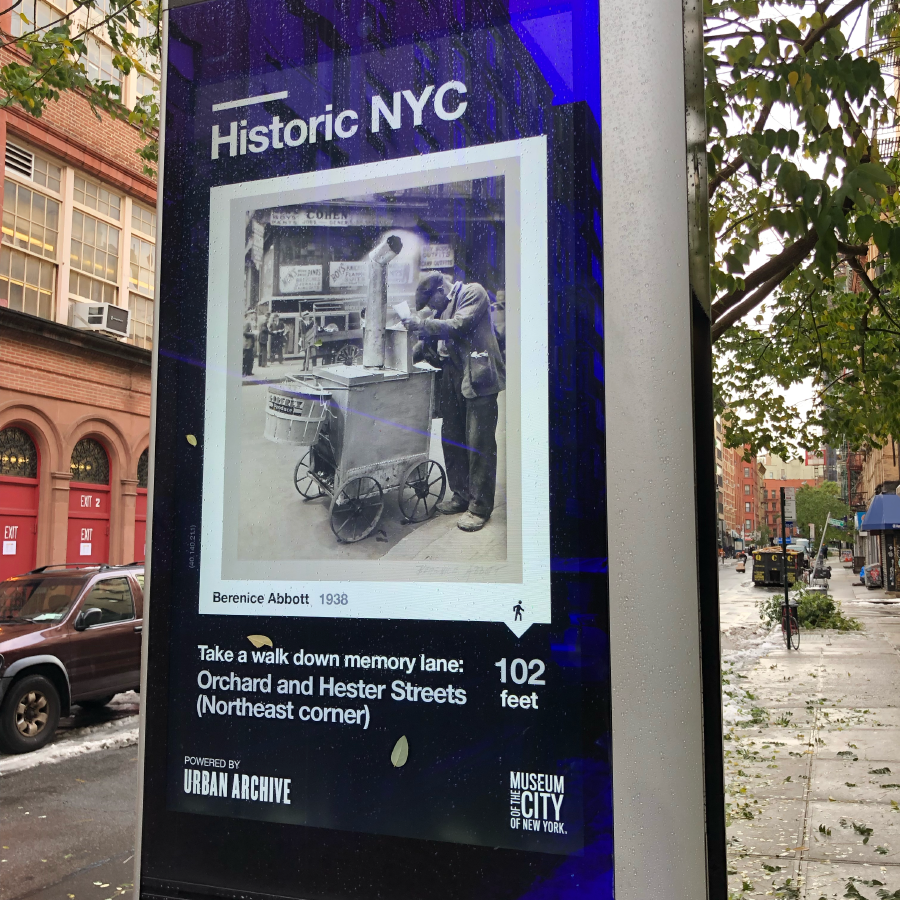 Historic NYC
COHEN
Berenice Abbott 1938
Take a walk down memory lane:
Orchard and Hester Streets
(Northeast corner)
102
feet
POWERED BY
URBAN ARCHIVE
MUSEUM
OF THE
CITY
OF NEW YORK.
EXIT
EXIT 2
EXIT